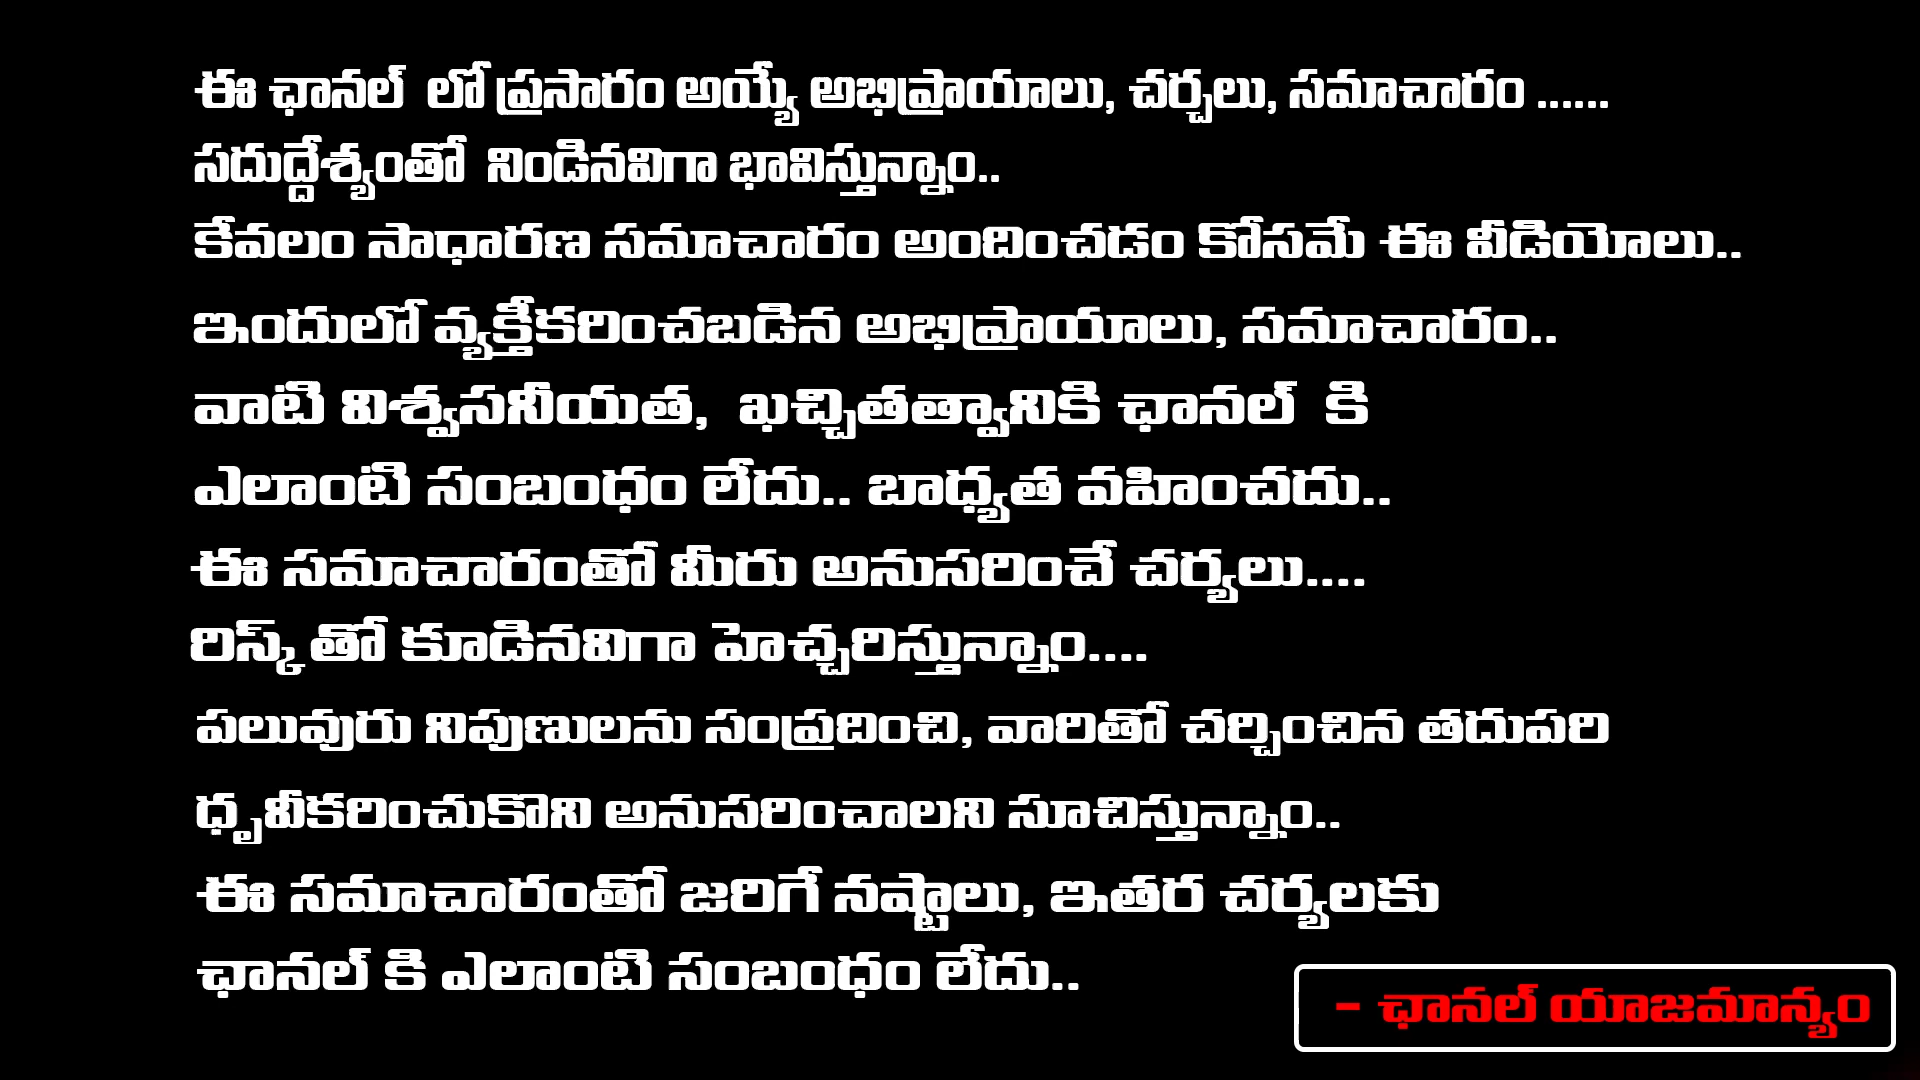 ఈ ఛానల్ లో ప్రసారం అయ్యే అభిప్రాయాలు, చర్చలు, సమాచారం ......
సదుద్దేశ్యంతో నిండినవిగా భావిస్తున్నాం..
కేవలం సాధారణ సమాచారం అందించడం కోసమే ఈ వీడియోలు..
ఇందులో వ్యక్తీకరించబడిన అభిప్రాయాలు, సమాచారం..
వాటి విశ్వసనీయత, ఖచ్చితత్వానికి ఛానల్ కి
ఎలాంటి సంబంధం లేదు.. బాధ్యత వహించదు..
ఈ సమాచారంతో మీరు అనుసరించే చర్యలు....
రిస్క్ తో కూడినవిగా హెచ్చరిస్తున్నాం....
పలువురు నిపుణులను సంప్రదించి, వారితో చర్చించిన తదుపరి
ధృవీకరించుకొని అనుసరించాలని సూచిస్తున్నాం..
ఈ సమాచారంతో జరిగే నష్టాలు, ఇతర చర్యలకు
ఛానల్ కి ఎలాంటి సంబంధం లేదు..
- ఛానల్ యాజమాన్యం